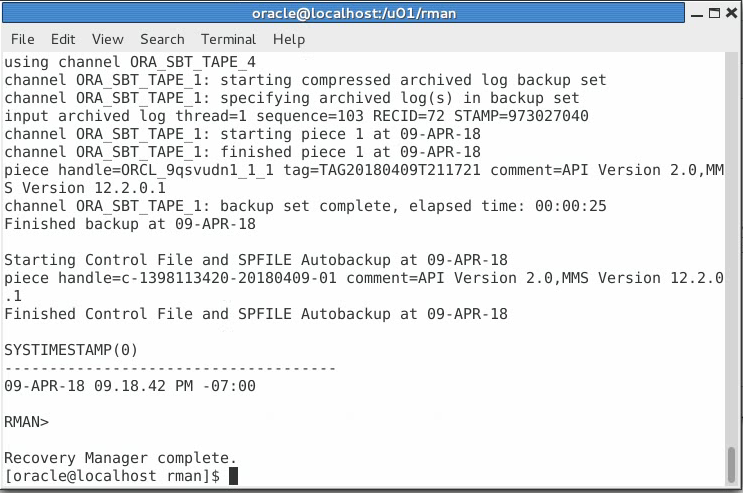 oracle@localhost:/u01/rman
File Edit View Search Terminal Help
using channel ORA_SBT_TAPE_4
channel ORA_SBT_TAPE_1: starting compressed archived log backup set
channel ORA_SBT_TAPE_1: specifying archived log(s) in backup set
input archived log thread=1 sequence=103 RECID=72 STAMP=973027040
channel ORA_SBT_TAPE_1: starting piece 1 at 09-APR-18
channel ORA_SBT_TAPE_1: finished piece 1 at 09-APR-18
piece handle=ORCL_9qsvudn1_1_1 tag=TAG20180409T211721 comment=API Version 2.0,MM
S Version 12.2.0.1
channel ORA_SBT_TAPE_1: backup set complete, elapsed time: 00:00:25
Finished backup at 09-APR-18
Starting Control File and SPFILE Autobackup at 09-APR-18
piece handle=c-1398113420-20180409-01 comment=API Version 2.0,MMS Version 12.2.0
.1
Finished Control File and SPFILE Autobackup at 09-APR-18
SYSTIMESTAMP(0)
-------------------------------------
09-APR-18 09.18.42 PM -07:00
RMAN>
Recovery Manager complete.
[oracle@localhost rman]$